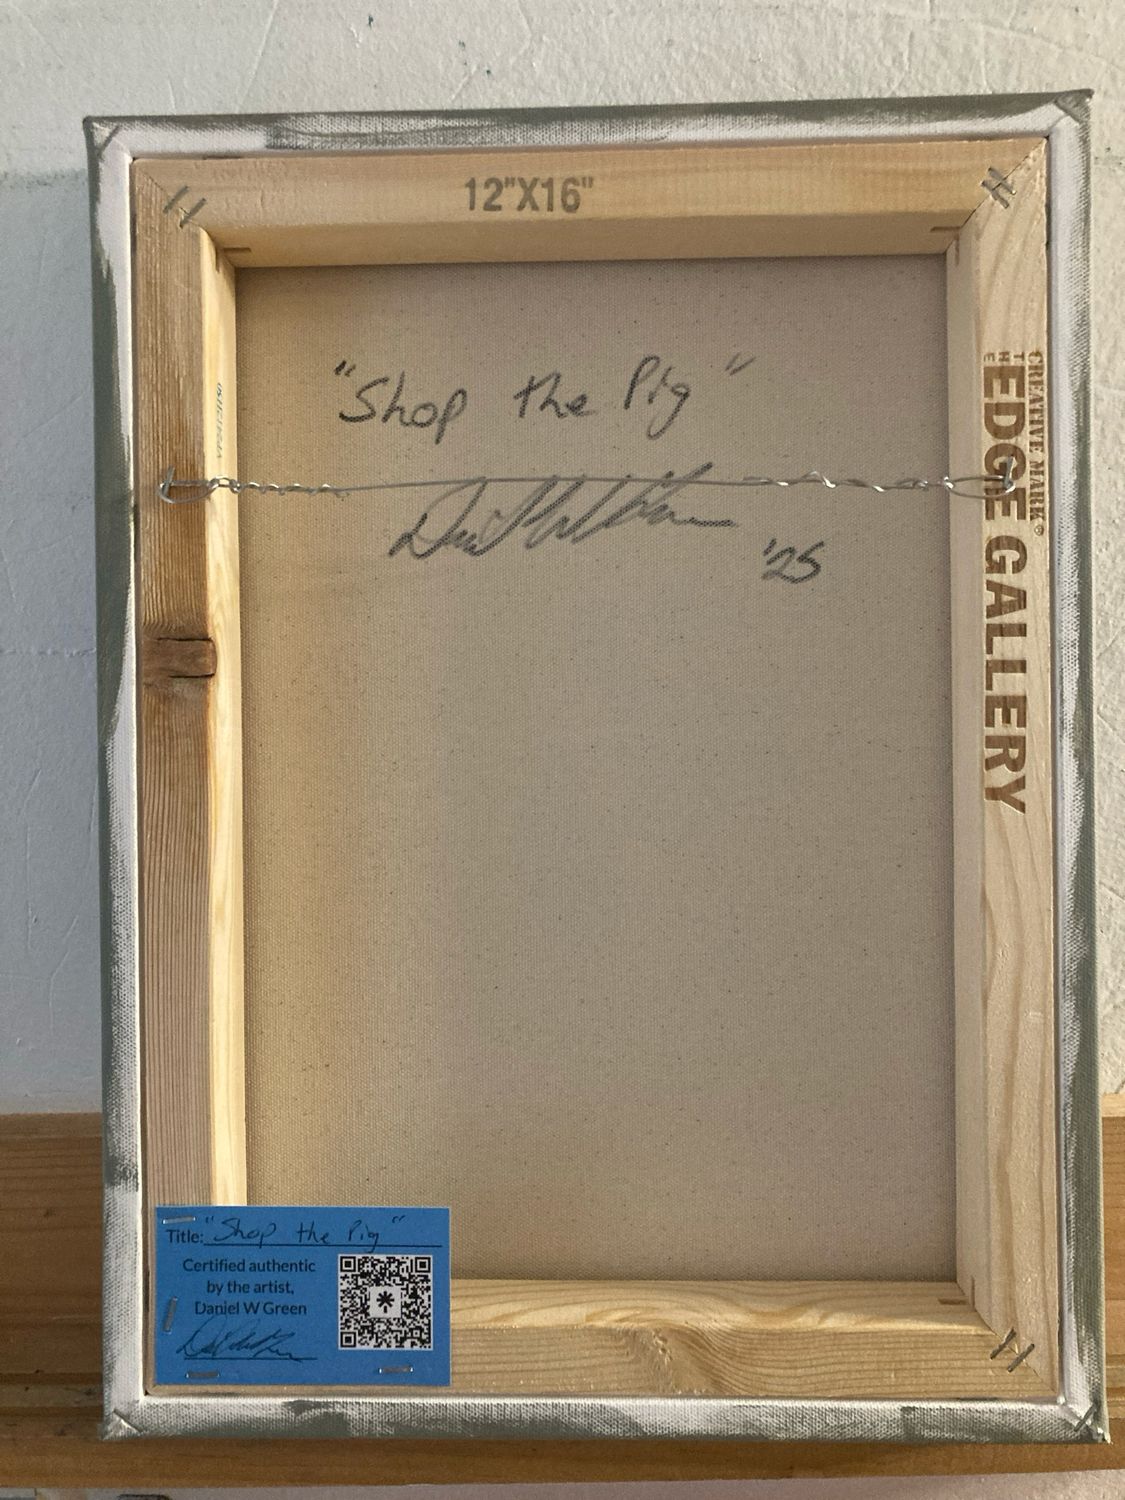 12"X16"
"Shop the Pig"
'25
CREATIVE MARK®
THE
EDGE GALLERY
Title: "Shop the Pig"
Certified authentic
by the artist,
Daniel W Green